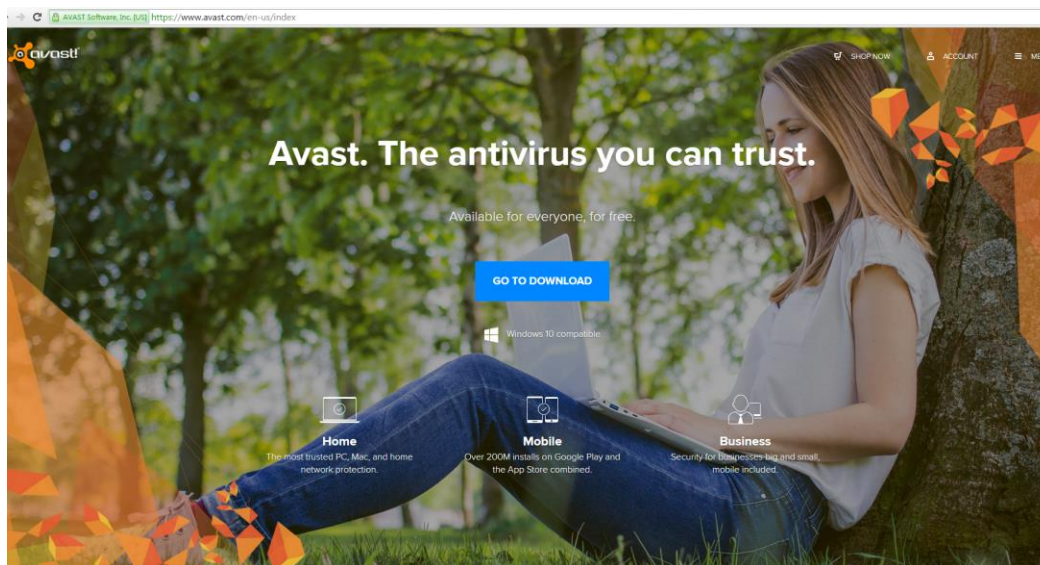 AVAST Software, Inc. [US] https://www.avast.com/en-us/index
avast!
SHOP NOW
ACCOUNT
Avast. The antivirus you can trust.
Available for everyone, for free.
GO TO DOWNLOAD
Windows 10 compatible
Home
The most trusted PC, Mac, and home
network protection.
Mobile
Over 200M installs on Google Play and
the App Store combined.
Business
Security for businesses big and small,
mobile included.